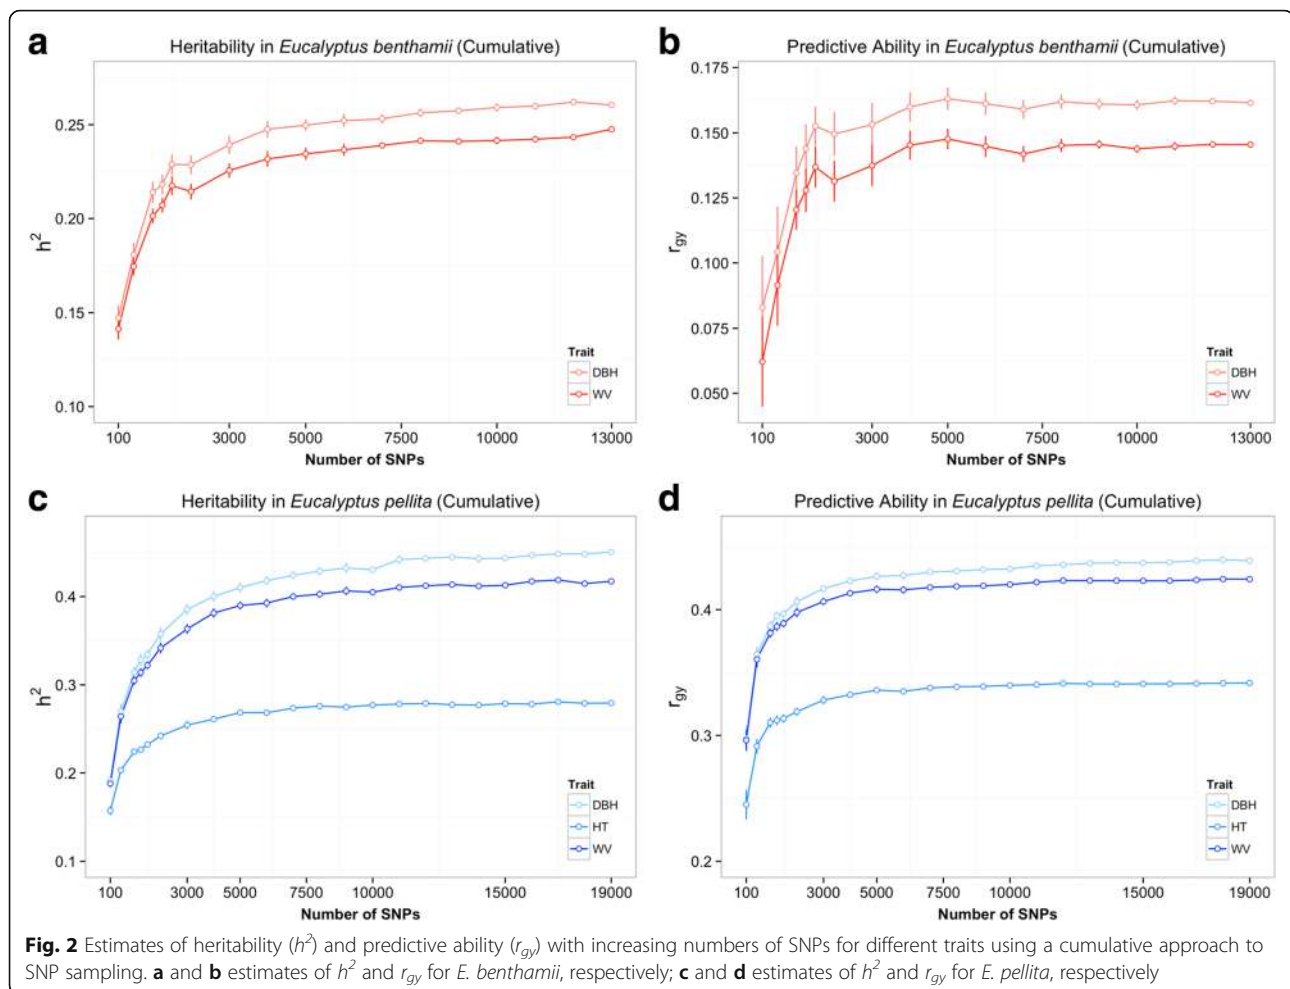 a
Heritability in Eucalyptus benthamii (Cumulative)
0.25
0.20
0.15
0.10
h²
100 3000 5000 7500 10000 13000
Number of SNPs
Trait
DBH
WV
b
Predictive Ability in Eucalyptus benthamii (Cumulative)
0.175
0.150
0.125
0.100
0.075
0.050
rgy
100 3000 5000 7500 10000 13000
Number of SNPs
Trait
DBH
WV
c
Heritability in Eucalyptus pellita (Cumulative)
0.4
0.3
0.2
0.1
h²
100 3000 5000 7500 10000 15000 19000
Number of SNPs
Trait
DBH
HT
WV
d
Predictive Ability in Eucalyptus pellita (Cumulative)
0.4
0.3
0.2
rgy
100 3000 5000 7500 10000 15000 19000
Number of SNPs
Trait
DBH
HT
WV
Fig. 2 Estimates of heritability (h²) and predictive ability (rgy) with increasing numbers of SNPs for different traits using a cumulative approach to
SNP sampling. a and b estimates of h² and rgy for E. benthamii, respectively; c and d estimates of h² and rgy for E. pellita, respectively